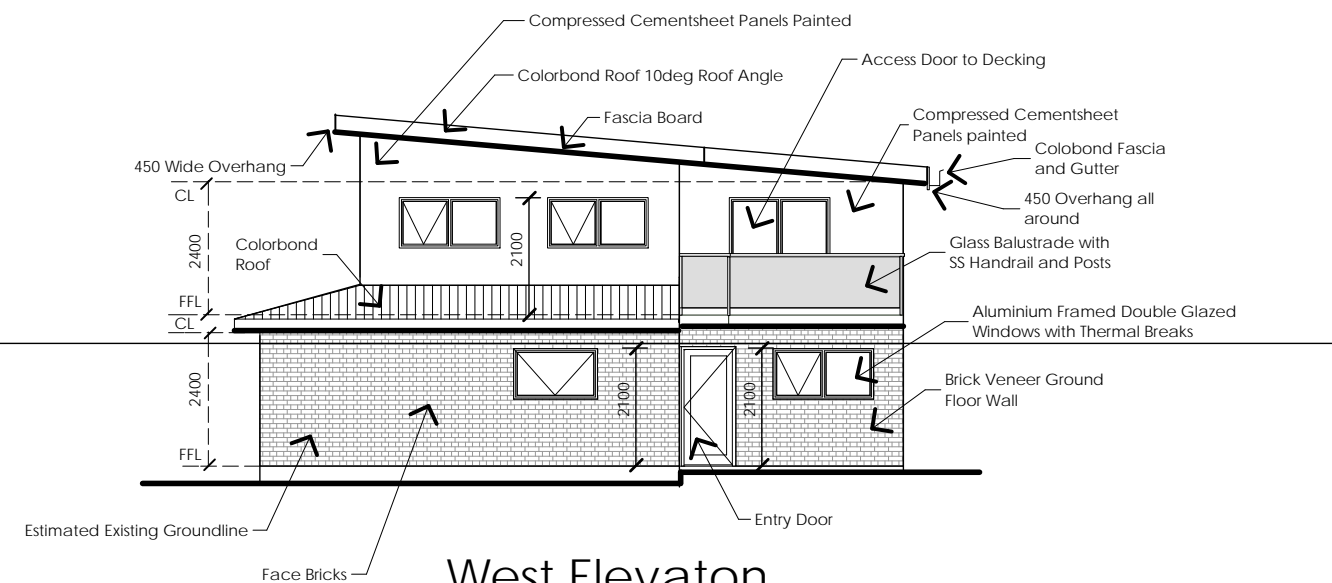 Compressed Cementsheet Panels Painted
Colorbond Roof 10deg Roof Angle
Access Door to Decking
Fascia Board
Compressed Cementsheet
Panels painted
Colobond Fascia
and Gutter
450 Wide Overhang
CL
450 Overhang all
around
2400
Colorbond
Roof
2100
Glass Balustrade with
SS Handrail and Posts
FFL
CL
Aluminium Framed Double Glazed
Windows with Thermal Breaks
2400
2100
2100
Brick Veneer Ground
Floor Wall
FFL
Entry Door
Estimated Existing Groundline
Face Bricks
West Elevaton